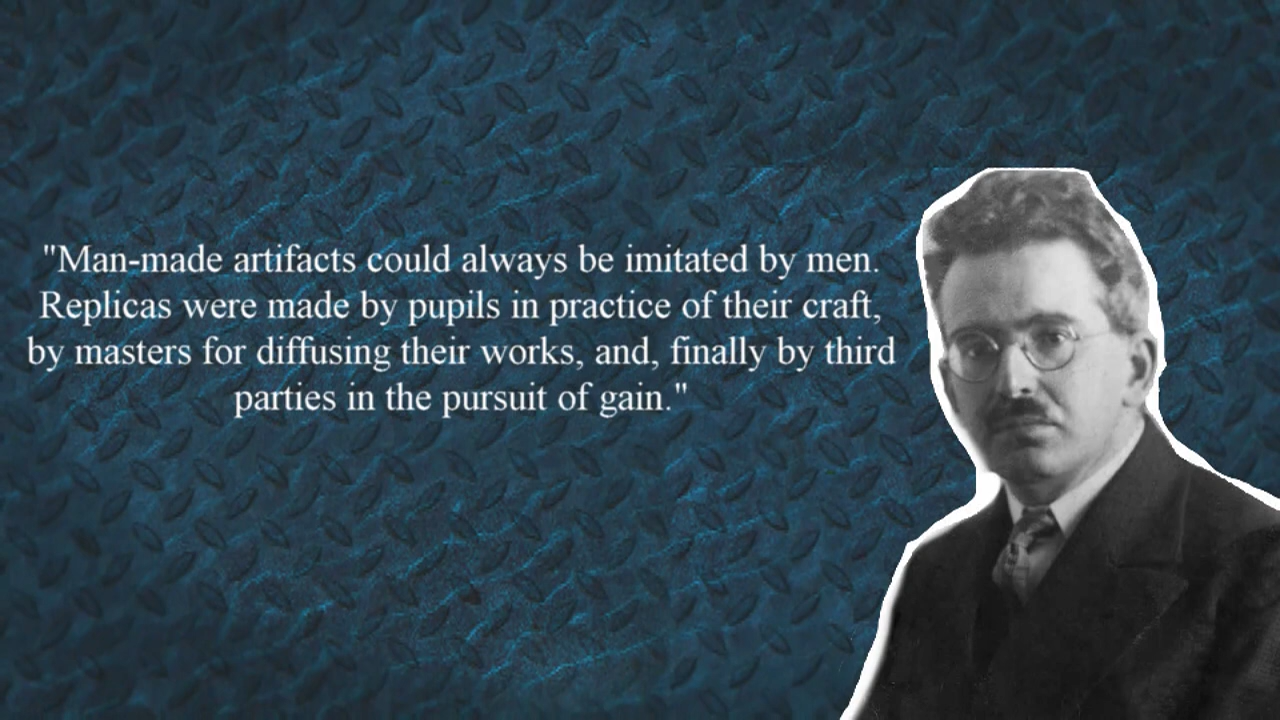 "Man-made artifacts could always be imitated by men.
Replicas were made by pupils in practice of their craft,
by masters for diffusing their works, and, finally by third
parties in the pursuit of gain."